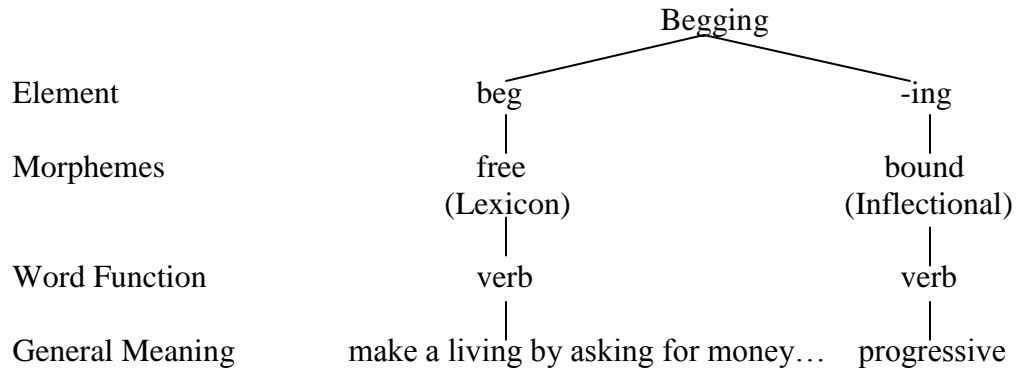 Begging
Element beg -ing
Morphemes free bound
(Lexicon) (Inflectional)
Word Function verb verb
General Meaning make a living by asking for money… progressive